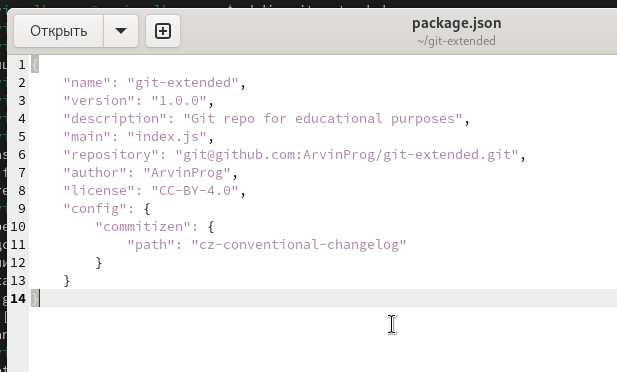 Открыть
package.json
~/git-extended
1 {
2     "name": "git-extended",
3     "version": "1.0.0",
4     "description": "Git repo for educational purposes",
5     "main": "index.js",
6     "repository": "git@github.com:ArvinProg/git-extended.git",
7     "author": "ArvinProg",
8     "license": "CC-BY-4.0",
9     "config": {
10         "commitizen": {
11             "path": "cz-conventional-changelog"
12         }
13     }
14 }